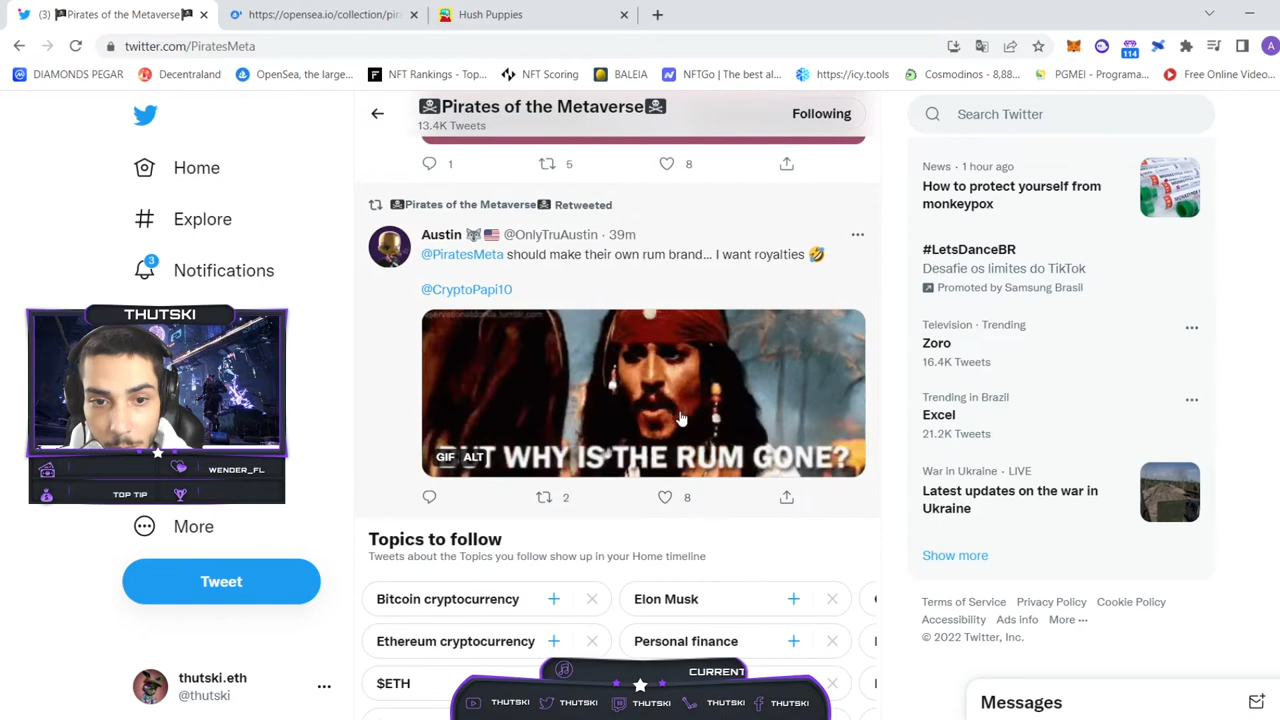 (3) 🏴Pirates of the Metaverse🏴
https://opensea.io/collection/pira
Hush Puppies
twitter.com/PiratesMeta
114
A
DIAMONDS PEGAR
Decentraland
OpenSea, the large...
NFT Rankings - Top...
NFT Scoring
BALEIA
NFTGo | The best al...
https://icy.tools
Cosmodinos - 8,88...
PGMEI - Programa...
Free Online Video...
☠️Pirates of the Metaverse☠️
13.4K Tweets
Following
Search Twitter
Home
Explore
3
Notifications
More
Tweet
thutski.eth
@thutski
1
5
8
☠️Pirates of the Metaverse☠️ Retweeted
Austin 🐺🇺🇸 @OnlyTruAustin · 39m
@PiratesMeta should make their own rum brand... I want royalties 🤣
@CryptoPapi10
BUT WHY IS THE RUM GONE?
GIF ALT
2
8
Topics to follow
Tweets about the Topics you follow show up in your Home timeline
Bitcoin cryptocurrency
Elon Musk
Ethereum cryptocurrency
Personal finance
$ETH
News · 1 hour ago
How to protect yourself from
monkeypox
#LetsDanceBR
Desafie os limites do TikTok
Promoted by Samsung Brasil
Television · Trending
Zoro
16.4K Tweets
Trending in Brazil
Excel
21.2K Tweets
War in Ukraine · LIVE
Latest updates on the war in
Ukraine
Show more
Terms of Service Privacy Policy Cookie Policy
Accessibility Ads info More ···
© 2022 Twitter, Inc.
Messages
THUTSKI
WENDER_FL
TOP TIP
CURRENT
THUTSKI THUTSKI THUTSKI THUTSKI THUTSKI